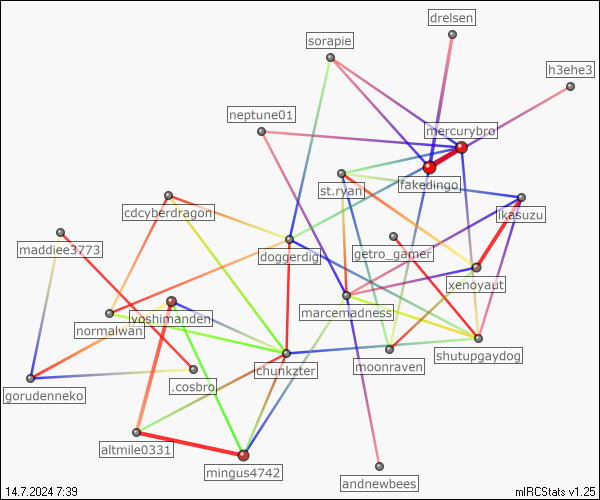 drelsen
sorapie
h3ehe3
neptune01
mercurybro
fakedingo
st.ryan
ikasuzu
cdcyberdragon
maddiee3773
doggerdig
getro_gamer
xenoyaut
marcemadness
yoshimanden
normalwan
shutupgaydog
moonraven
chunkzter
gorudenneko
.cosbro
altmile0331
mingus4742
andnewbees
14.7.2024 7:39
mIRCStats v1.25